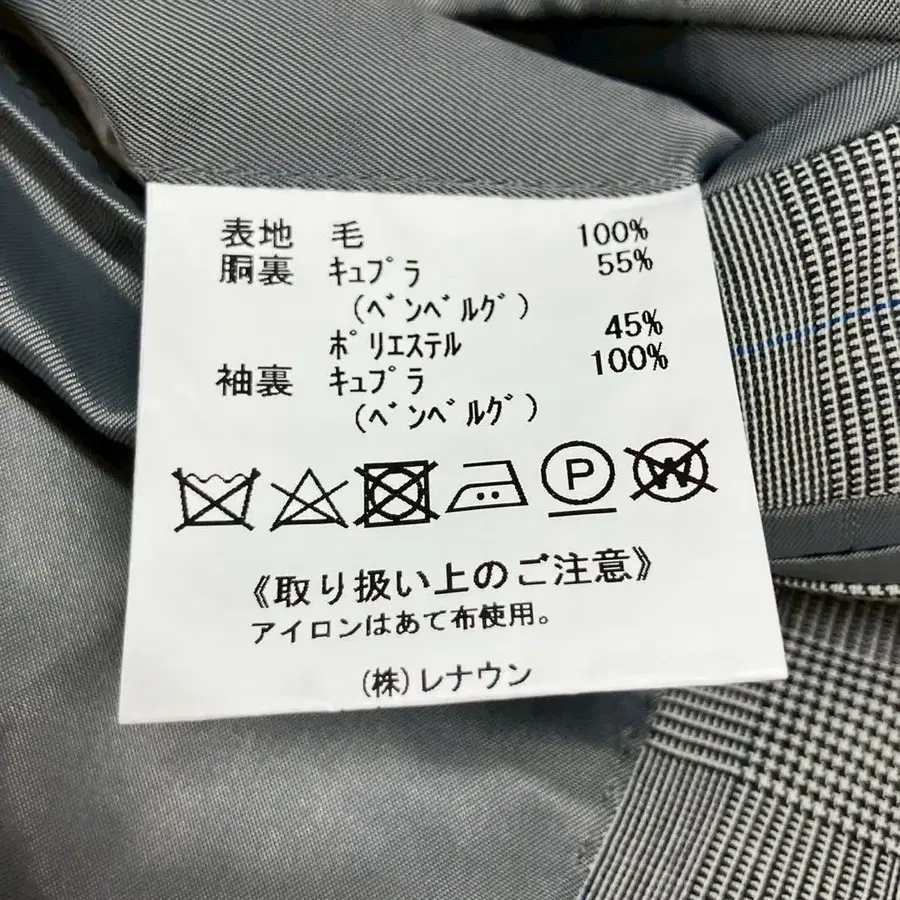 表地 毛 100%
胴裏 キュプラ 55%
(ベンベルグ)
ポリエステル 45%
袖裏 キュプラ 100%
(ベンベルグ)
P W
《取り扱い上のご注意》
アイロンはあて布使用。
(株)レナウン